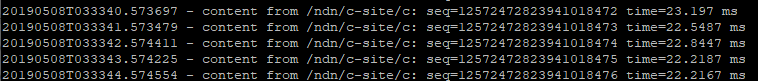 20190508T033340.573697 - content from /ndn/c-site/c: seq=12572472823941018472 time=23.197 ms
20190508T033341.573479 - content from /ndn/c-site/c: seq=12572472823941018473 time=22.5487 ms
20190508T033342.574411 - content from /ndn/c-site/c: seq=12572472823941018474 time=22.8447 ms
20190508T033343.574225 - content from /ndn/c-site/c: seq=12572472823941018475 time=22.2187 ms
20190508T033344.574554 - content from /ndn/c-site/c: seq=12572472823941018476 time=22.2167 ms